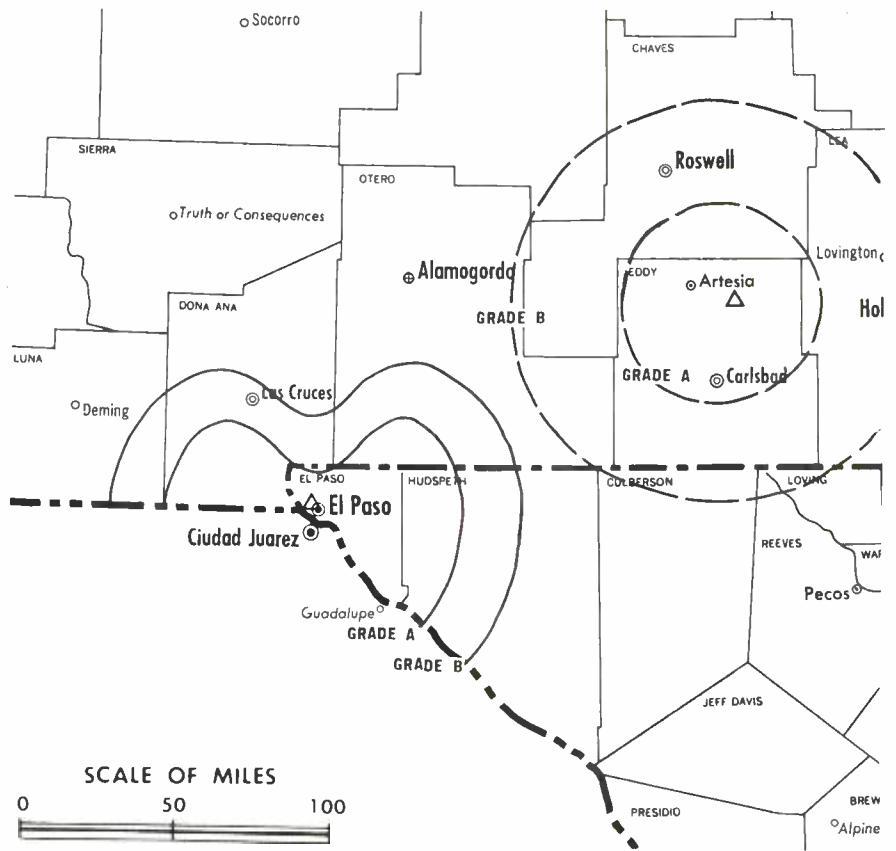 Socorro
CHAVES
SIERRA
LEA
Roswell
OTERO
Truth or Consequences
Lovington
Alamogordo
EDDY
Artesia
DONA ANA
GRADE B
Hol
LUNA
GRADE A
Carlsbad
Las Cruces
Deming
EL PASO
HUDSPETH
CULBERSON
LOVING
El Paso
Ciudad Juarez
REEVES
WAR
Pecos
Guadalupe
GRADE A
GRADE B
JEFF DAVIS
SCALE OF MILES
0 50 100
PRESIDIO
BREW
Alpine